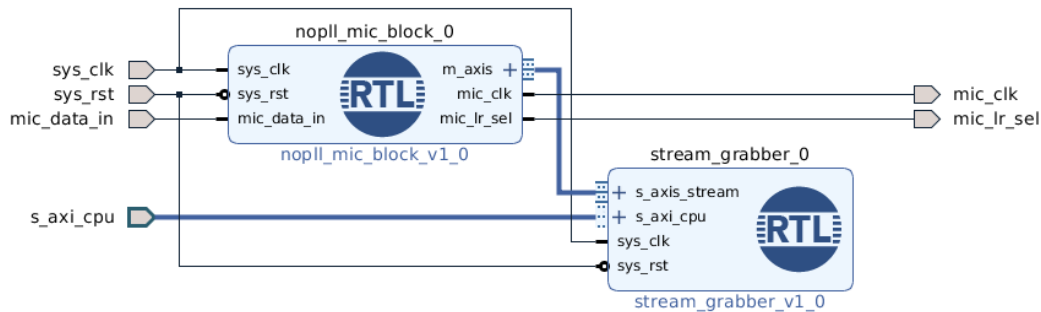 nopll_mic_block_0
sys_clk
sys_rst
mic_data_in
sys_clk
sys_rst
mic_data_in
RTL
m_axis
mic_clk
mic_lr_sel
mic_clk
mic_lr_sel
nopll_mic_block_v1_0
stream_grabber_0
s_axi_cpu
s_axis_stream
s_axi_cpu
sys_clk
sys_rst
RTL
stream_grabber_v1_0